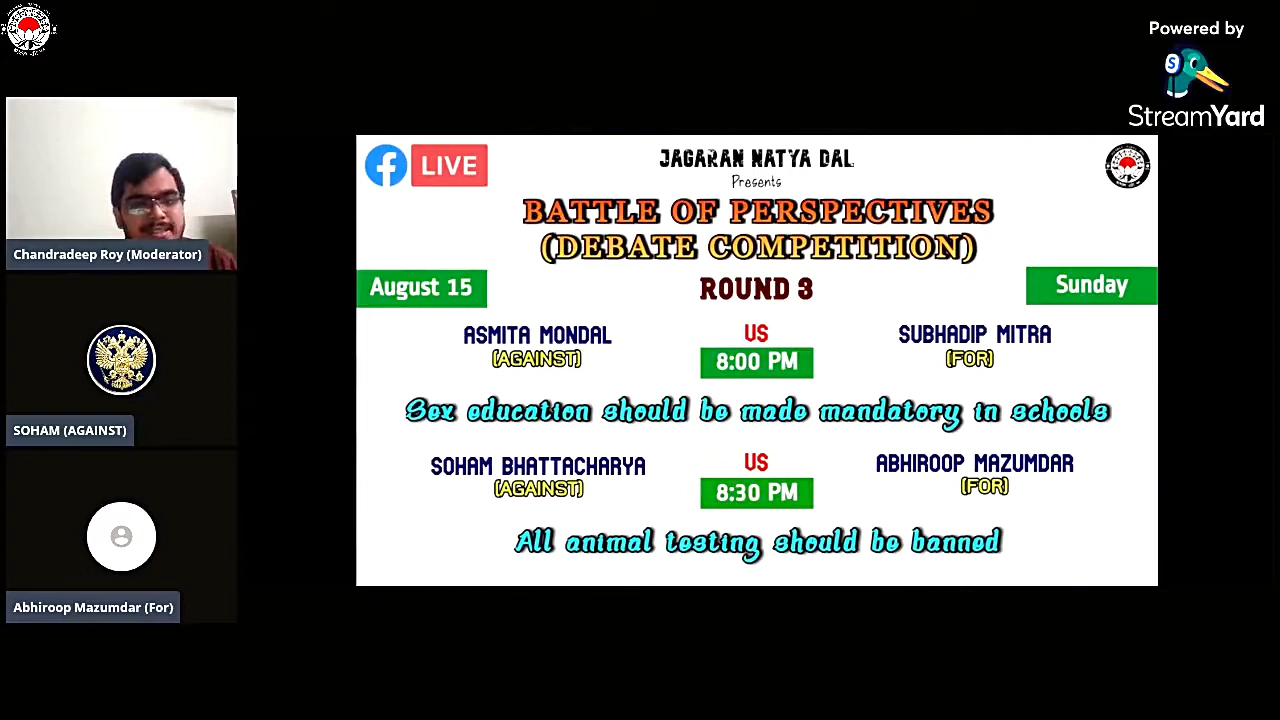 Powered by
StreamYard
Chandradeep Roy (Moderator)
SOHAM (AGAINST)
Abhiroop Mazumdar (For)
LIVE
JAGARAN NATYA DAL
Presents
BATTLE OF PERSPECTIVES
(DEBATE COMPETITION)
August 15
ROUND 3
Sunday
ASMITA MONDAL
(AGAINST)
VS
8:00 PM
SUBHADIP MITRA
(FOR)
Sex education should be made mandatory in schools
SOHAM BHATTACHARYA
(AGAINST)
VS
8:30 PM
ABHIROOP MAZUMDAR
(FOR)
All animal testing should be banned